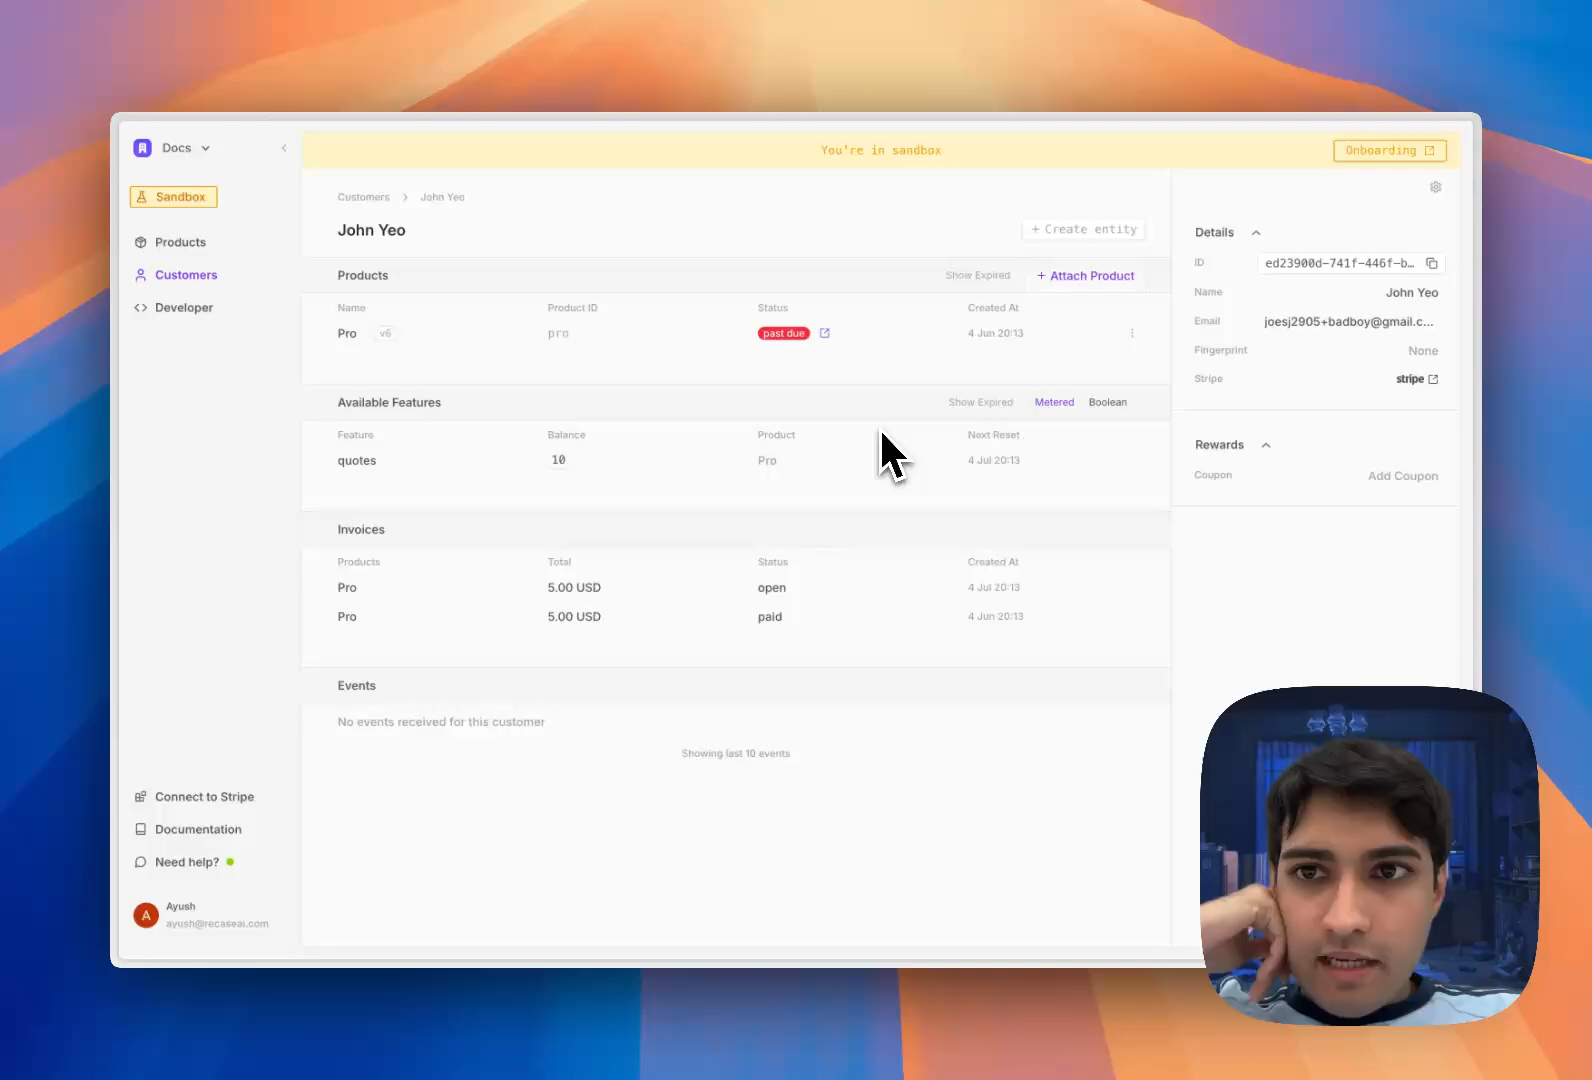 Docs
You're in sandbox
Onboarding
Sandbox
Products
Customers
Developer
Customers > John Yeo
John Yeo
+ Create entity
Products
Show Expired
+ Attach Product
Name
Product ID
Status
Created At
Pro
v6
pro
past due
4 Jun 20:13
Available Features
Show Expired
Metered
Boolean
Feature
Balance
Product
Next Reset
quotes
10
Pro
4 Jul 20:13
Invoices
Products
Total
Status
Created At
Pro
5.00 USD
open
4 Jul 20:13
Pro
5.00 USD
paid
4 Jun 20:13
Events
No events received for this customer
Showing last 10 events
Details
ID
ed23900d-741f-446f-b...
Name
John Yeo
Email
joesj2905+badboy@gmail.c...
Fingerprint
None
Stripe
stripe
Rewards
Coupon
Add Coupon
Connect to Stripe
Documentation
Need help?
A
Ayush
ayush@recaseai.com